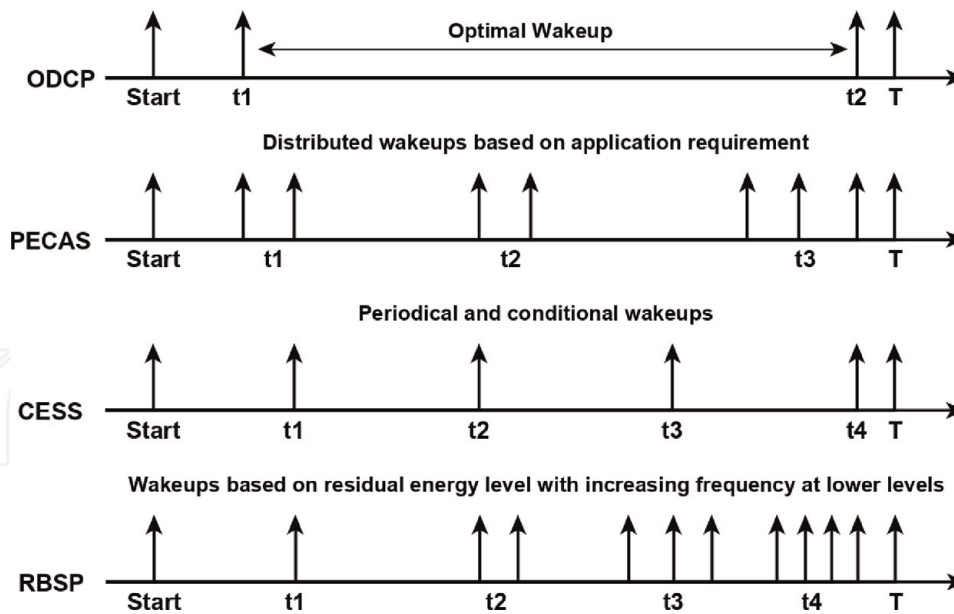 Optimal Wakeup
ODCP
Start t1 t2 T
Distributed wakeups based on application requirement
PECAS
Start t1 t2 t3 T
Periodical and conditional wakeups
CESS
Start t1 t2 t3 t4 T
Wakeups based on residual energy level with increasing frequency at lower levels
RBSP
Start t1 t2 t3 t4 T